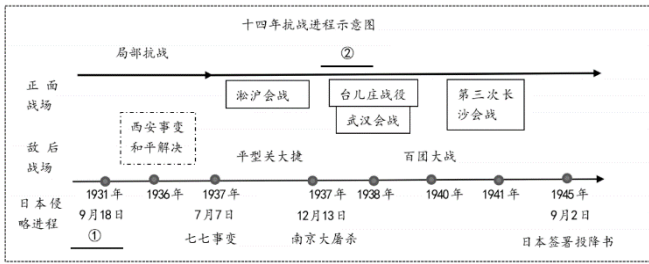 十四年抗战进程示意图
局部抗战
②
正面
战场
淞沪会战
台儿庄战役
武汉会战
第三次长
沙会战
西安事变
和平解决
敌后
战场
平型关大捷
百团大战
日本侵
略进程
1931年
9月18日
1936年
1937年
7月7日
1937年
12月13日
1938年
1940年
1941年
1945年
9月2日
①
七七事变
南京大屠杀
日本签署投降书